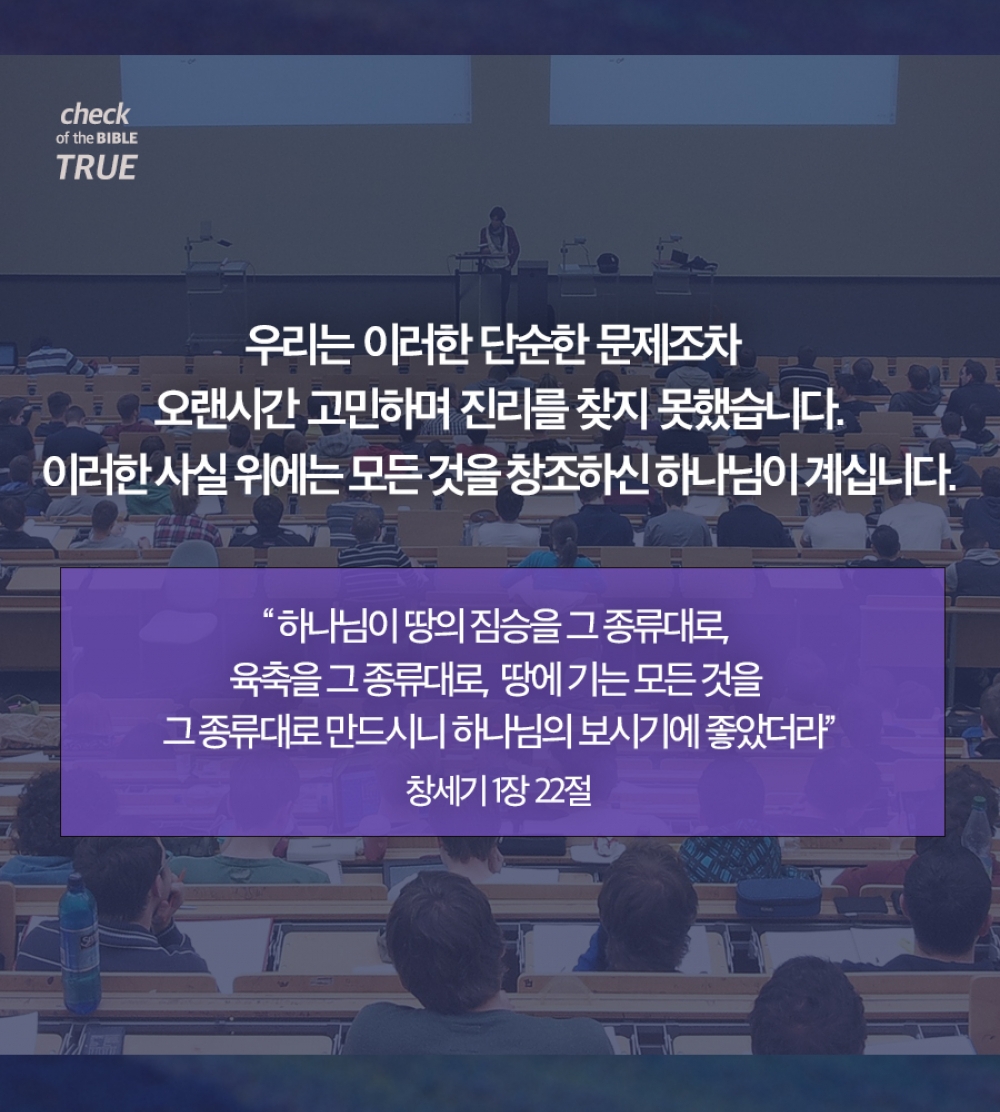 check
of the BIBLE
TRUE
우리는 이러한 단순한 문제조차
오랜시간 고민하며 진리를 찾지 못했습니다.
이러한 사실 위에는 모든 것을 창조하신 하나님이 계십니다.
“하나님이 땅의 짐승을 그 종류대로,
육축을 그 종류대로, 땅에 기는 모든 것을
그 종류대로 만드시니 하나님의 보시기에 좋았더라”
창세기 1장 22절